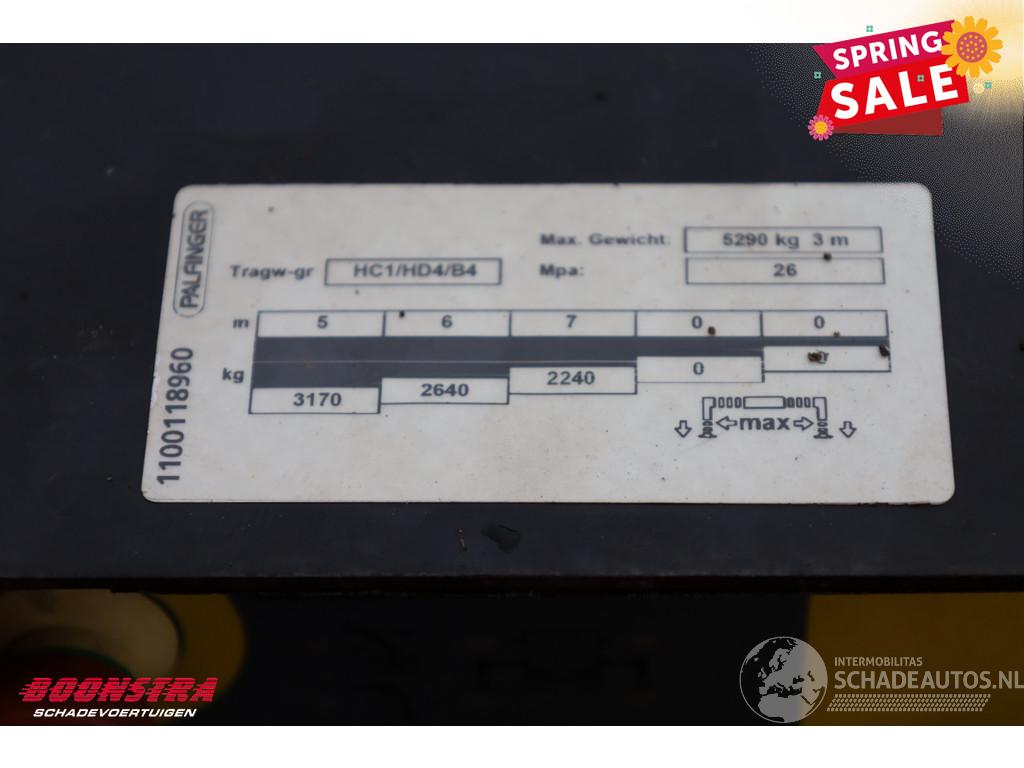 SPRING
SALE
PALFINGER
Max. Gewicht: 5290 kg 3 m
Tragw-gr HC1/HD4/B4 Mpa: 26
m 5 6 7 0 0
kg 3170 2640 2240 0
max
1100118960
BOONSTRA
SCHADEVOERTUIGEN
INTERMOBILITAS
SCHADEAUTOS.NL